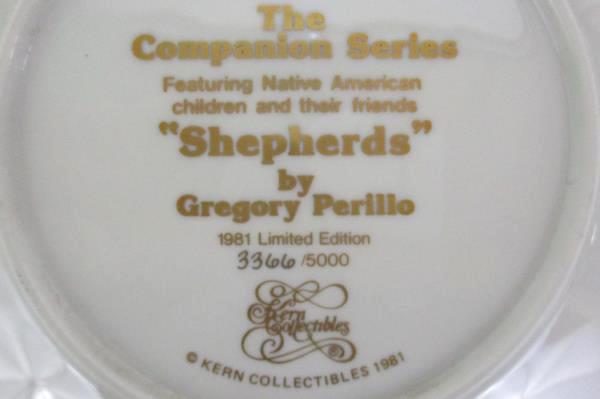 The
Companion Series
Featuring Native American
children and their friends
"Shepherds"
by
Gregory Perillo
1981 Limited Edition
3366 /5000
Kern
Collectibles
© KERN COLLECTIBLES 1981